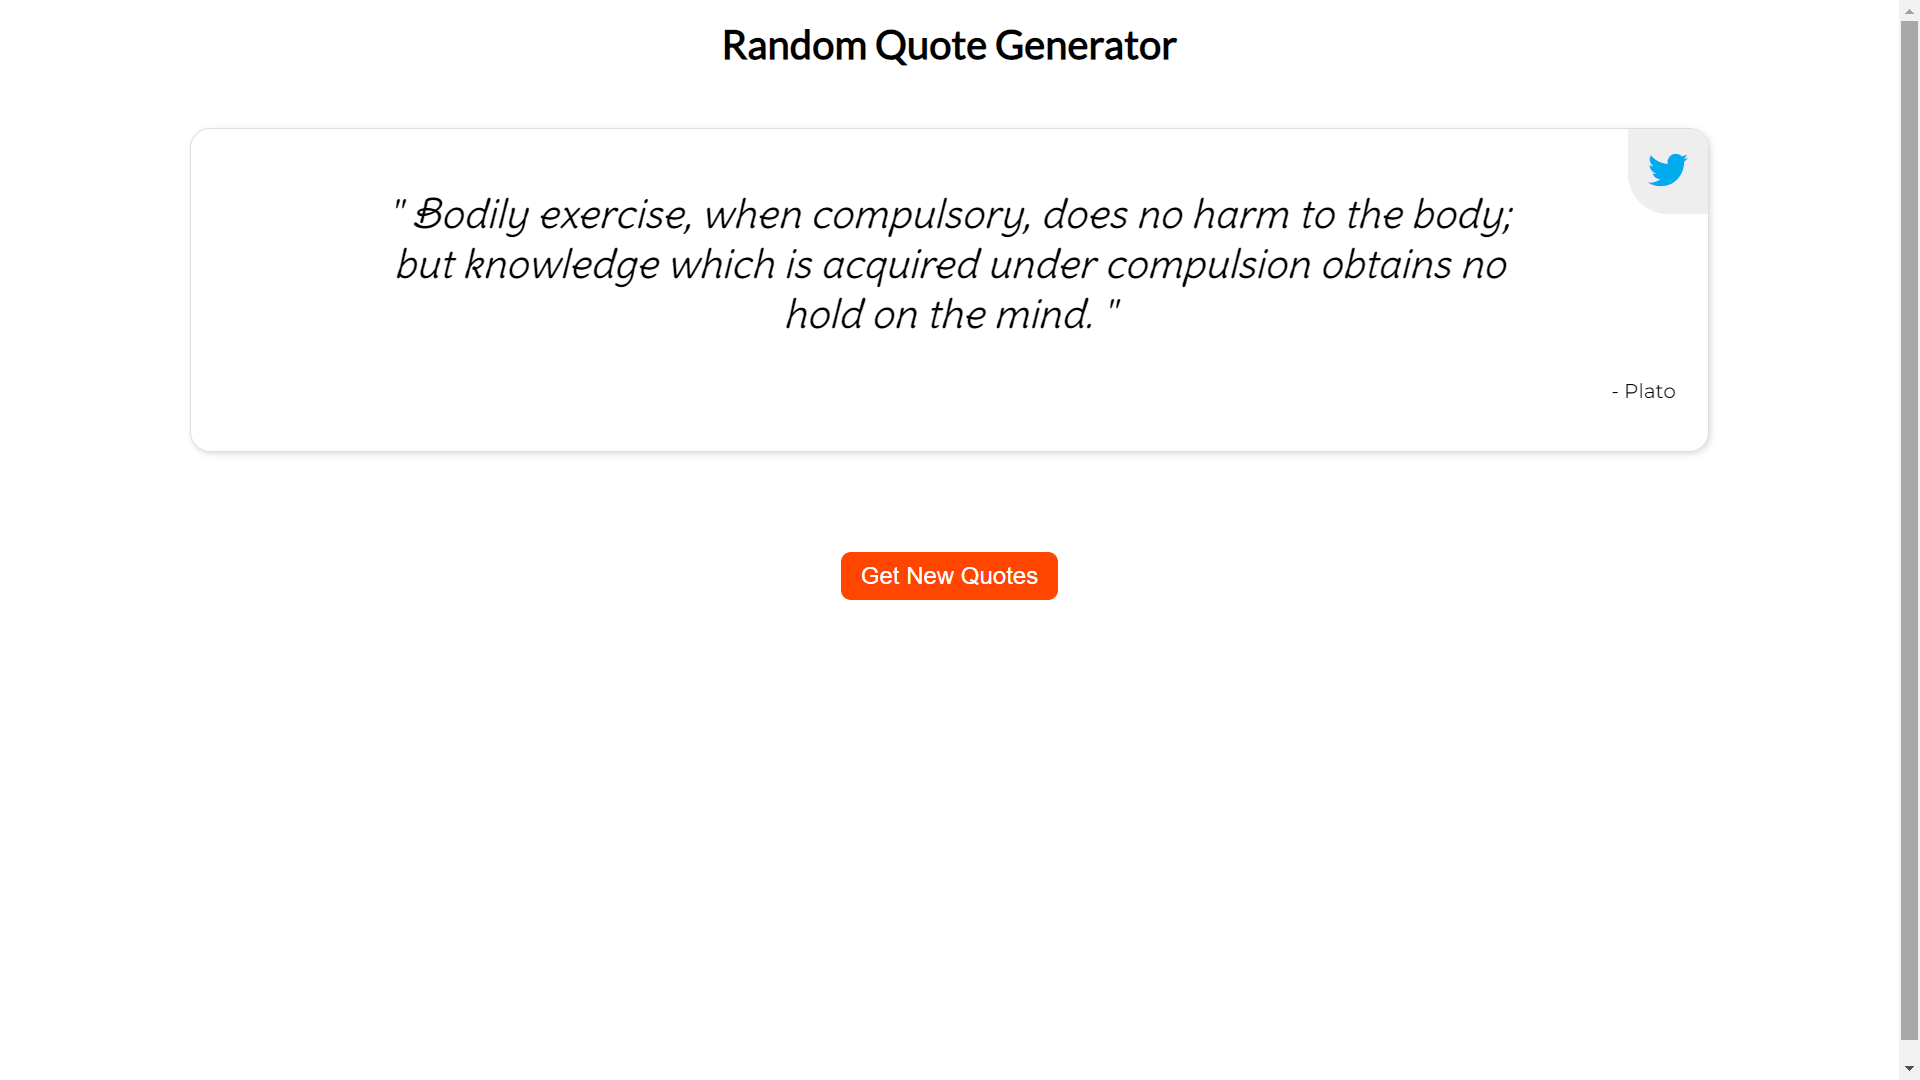 Random Quote Generator
" Bodily exercise, when compulsory, does no harm to the body;
but knowledge which is acquired under compulsion obtains no
hold on the mind. "
- Plato
Get New Quotes